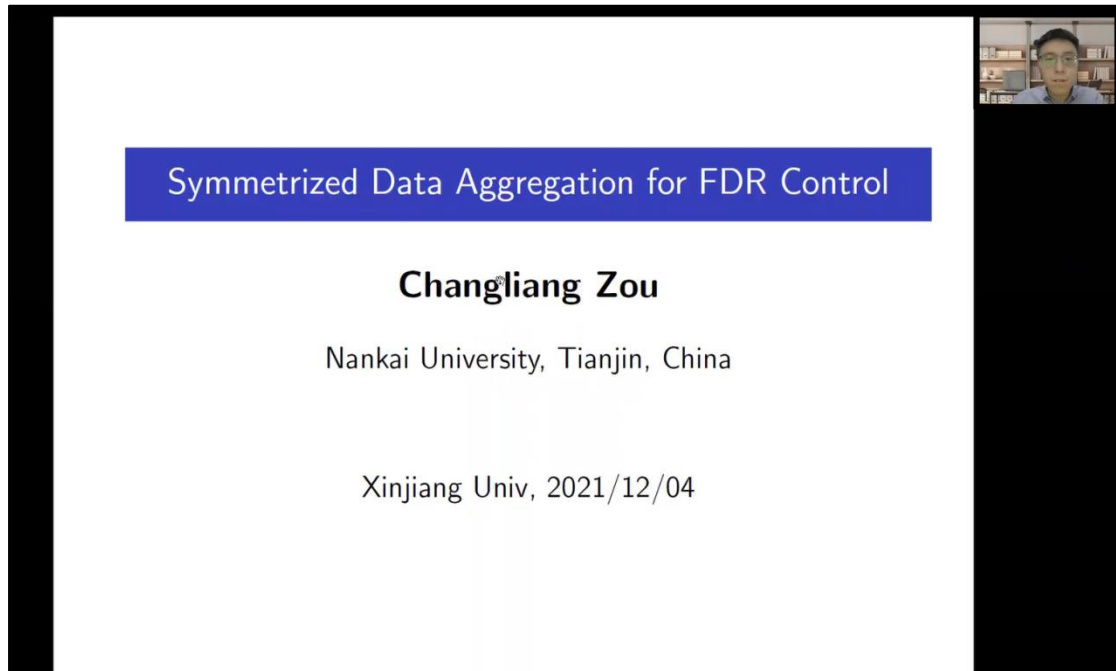 Symmetrized Data Aggregation for FDR Control
Changliang Zou
Nankai University, Tianjin, China
Xinjiang Univ, 2021/12/04